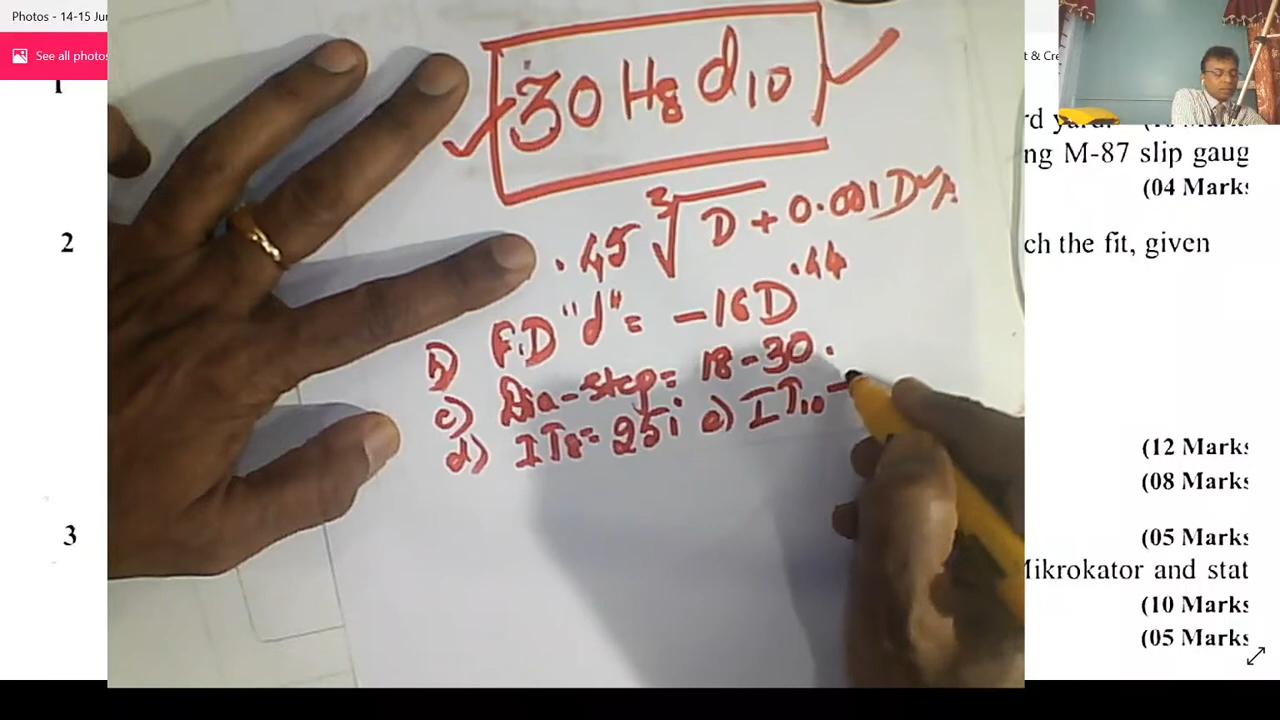 Photos - 14-15 Jun
See all photos
t & Cre
1
30 H8 d10
rd yard.
ng M-87 slip gaug
(04 Marks
.45 ∛D + 0.001D
2
ch the fit, given
b) F.D "d" = -16D^.44
c) Dia-Step = 18-30.
d) IT8 = 25i e) IT10 -
(12 Marks
(08 Marks
3
(05 Marks
Mikrokator and stat
(10 Marks
(05 Marks